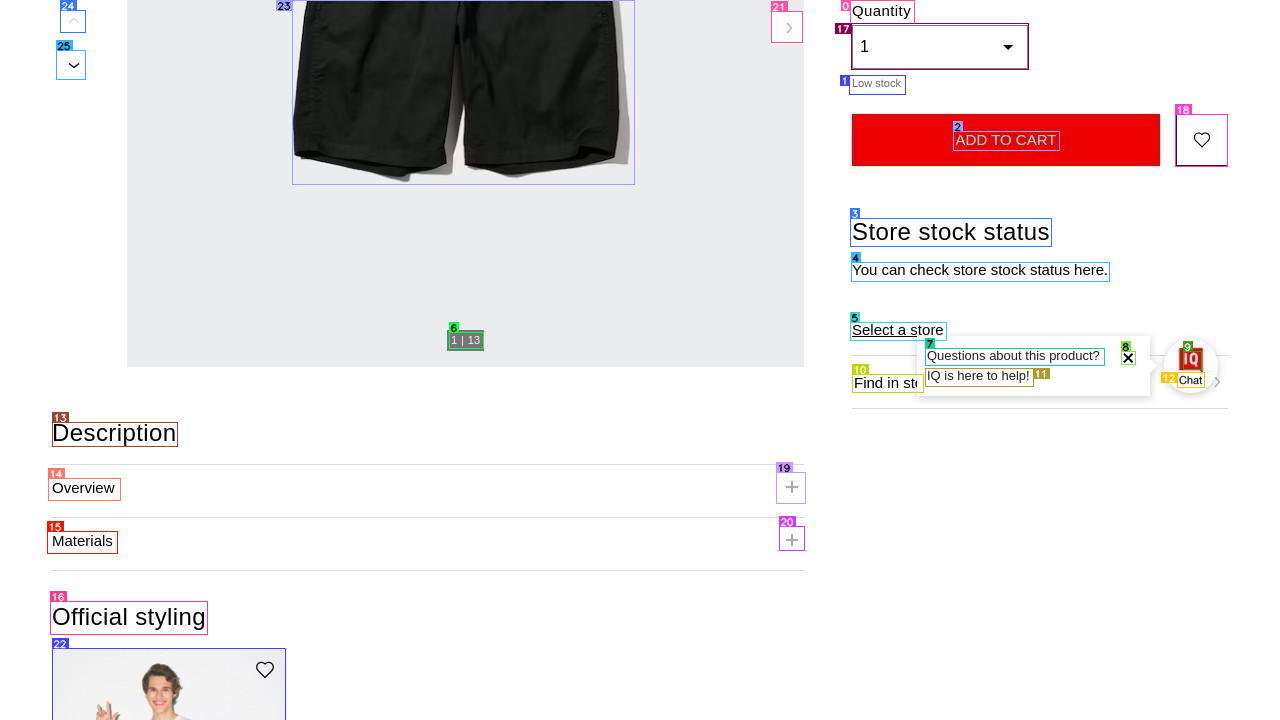 24
23
21
0
Quantity
25
17
1
1
Low stock
18
2
ADD TO CART
3
Store stock status
4
You can check store stock status here.
5
Select a store
6
1 | 13
7
Questions about this product?
8
9
IQ
10
Find in sto
IQ is here to help!
11
12
Chat
13
Description
14
Overview
19
15
Materials
20
16
Official styling
22